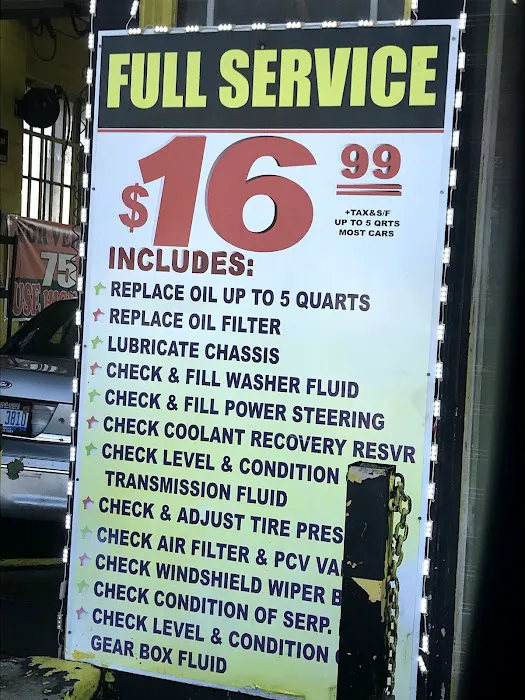 FULL SERVICE
$16 99
+TAX&S/F
UP TO 5 QRTS
MOST CARS
INCLUDES:
REPLACE OIL UP TO 5 QUARTS
REPLACE OIL FILTER
LUBRICATE CHASSIS
CHECK & FILL WASHER FLUID
CHECK & FILL POWER STEERING
CHECK COOLANT RECOVERY RESVR
CHECK LEVEL & CONDITION
TRANSMISSION FLUID
CHECK & ADJUST TIRE PRES
CHECK AIR FILTER & PCV VA
CHECK WINDSHIELD WIPER B
CHECK CONDITION OF SERP.
CHECK LEVEL & CONDITION
GEAR BOX FLUID
75
USE